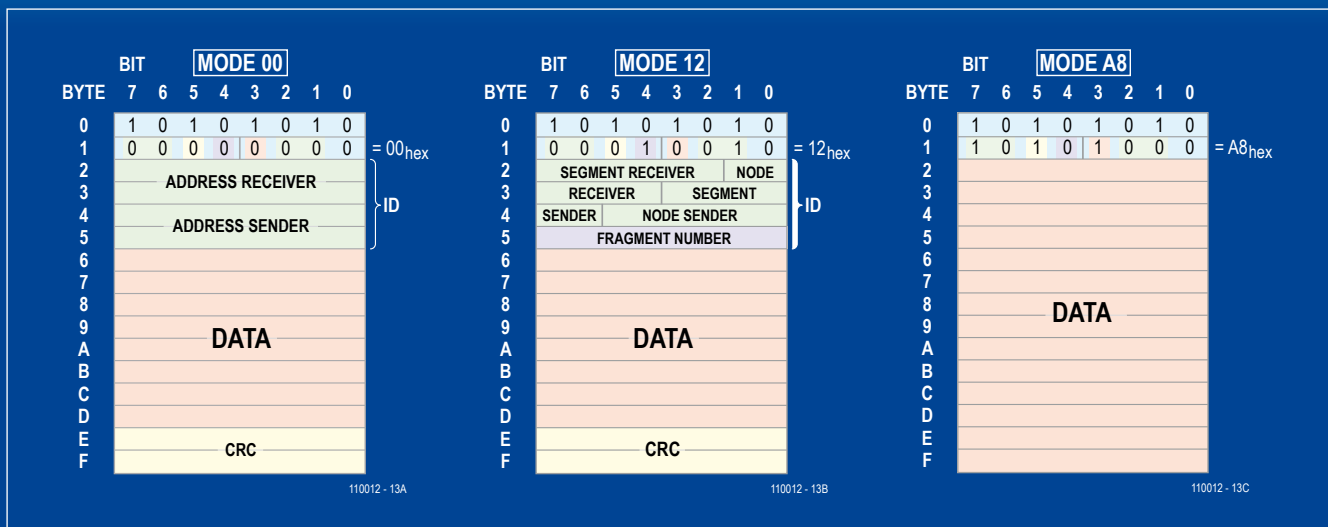 BIT MODE 00
BYTE 7 6 5 4 3 2 1 0
0 1 0 1 0 1 0 1 0
1 0 0 0 0 0 0 0 0 = 00hex
2
ADDRESS RECEIVER
3
4
ADDRESS SENDER
5
ID
6
7
8
9
DATA
A
B
C
D
E
CRC
F
110012 - 13A
BIT MODE 12
BYTE 7 6 5 4 3 2 1 0
0 1 0 1 0 1 0 1 0
1 0 0 0 1 0 0 1 0 = 12hex
2 SEGMENT RECEIVER NODE
3 RECEIVER SEGMENT
4 SENDER NODE SENDER
5 FRAGMENT NUMBER
ID
6
7
8
9
DATA
A
B
C
D
E
CRC
F
110012 - 13B
BIT MODE A8
BYTE 7 6 5 4 3 2 1 0
0 1 0 1 0 1 0 1 0
1 1 0 1 0 1 0 0 0 = A8hex
2
3
4
5
6
7
8
DATA
9
A
B
C
D
E
F
110012 - 13C